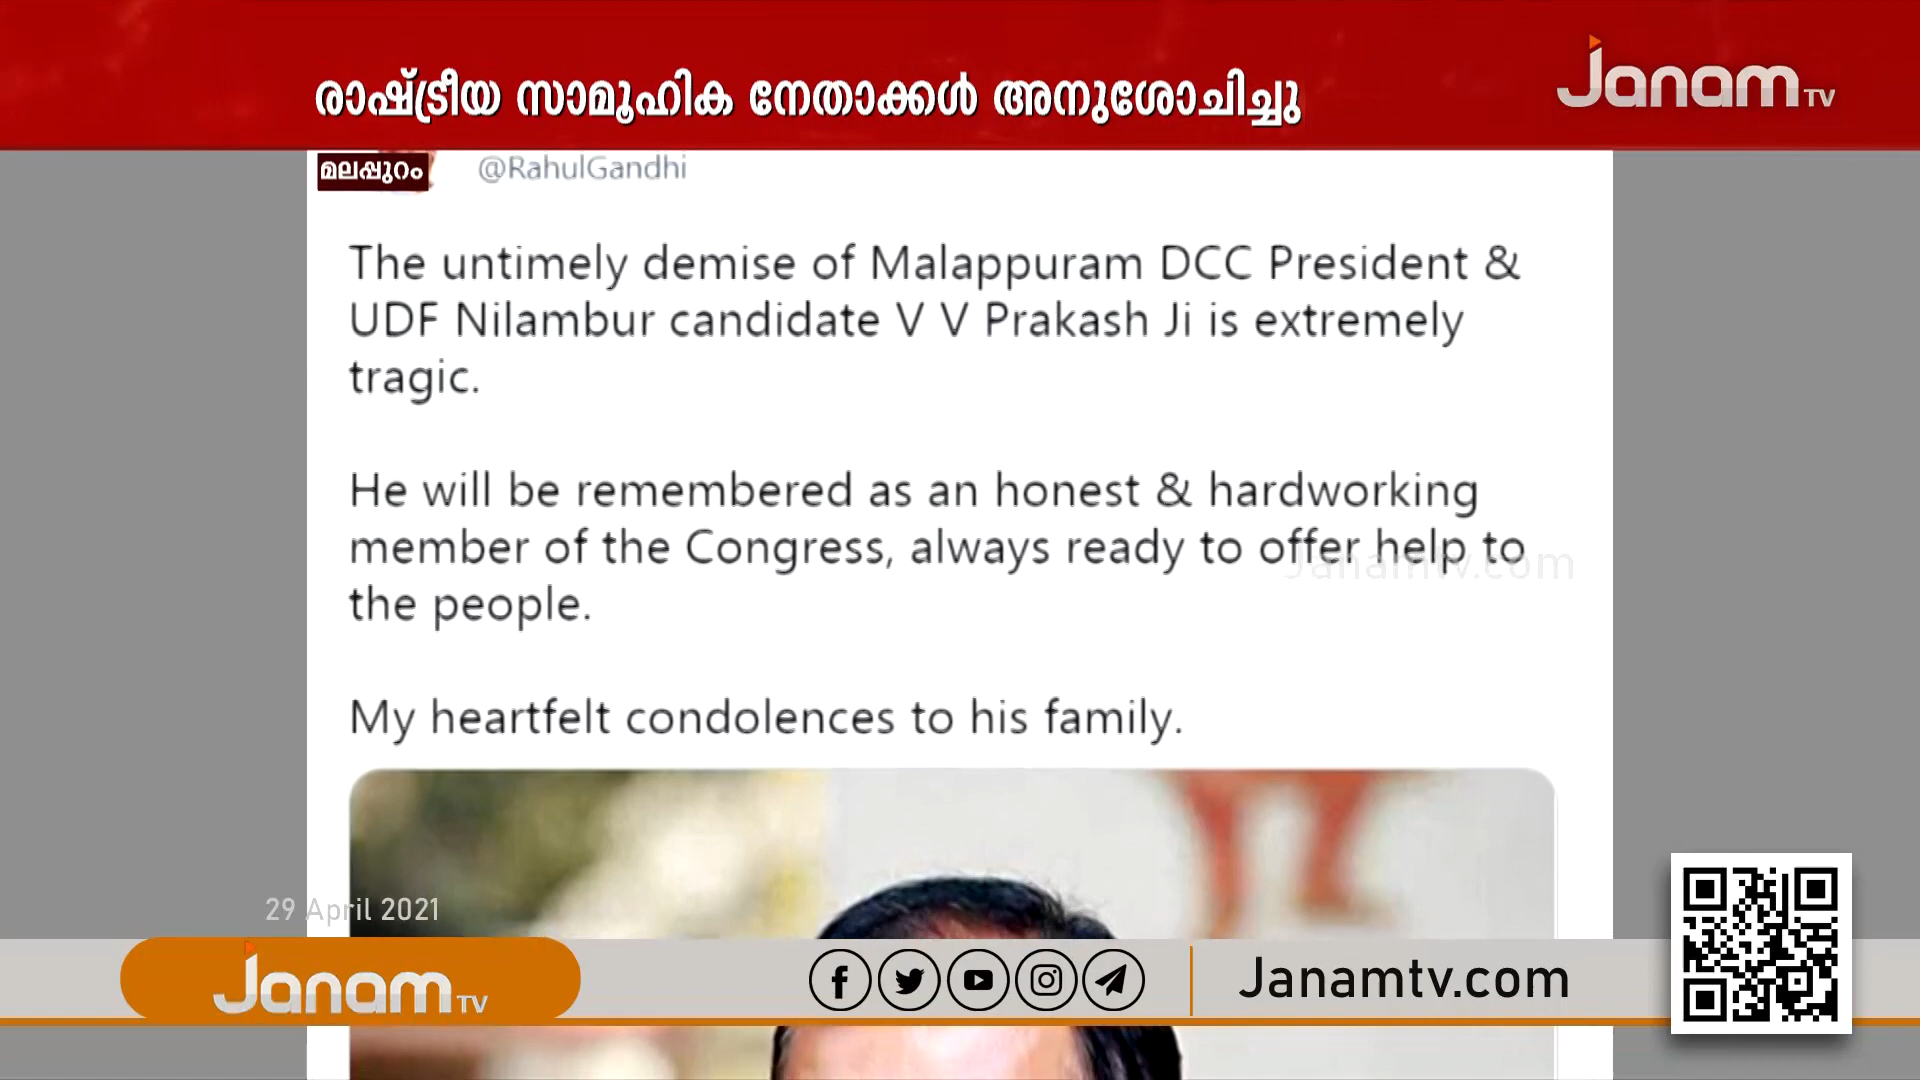 രാഷ്ട്രീയ സാമൂഹിക നേതാക്കൾ അനുശോചിച്ചു
Janam TV
മലപ്പുറം
@RahulGandhi
The untimely demise of Malappuram DCC President &
UDF Nilambur candidate V V Prakash Ji is extremely
tragic.
He will be remembered as an honest & hardworking
member of the Congress, always ready to offer help to
the people.
Janamtv.com
My heartfelt condolences to his family.
29 April 2021
Janam TV
Janamtv.com